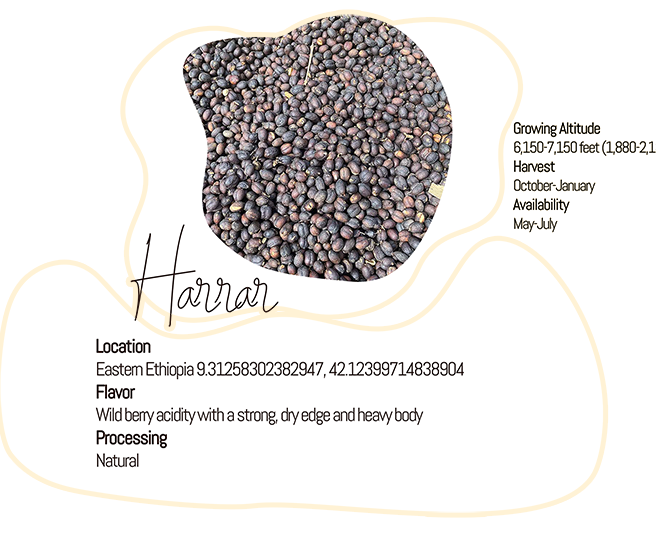 Growing Altitude
6,150-7,150 feet (1,880-2,1
Harvest
October-January
Availability
May-July
Harrar
Location
Eastern Ethiopia 9.31258302382947, 42.12399714838904
Flavor
Wild berry acidity with a strong, dry edge and heavy body
Processing
Natural